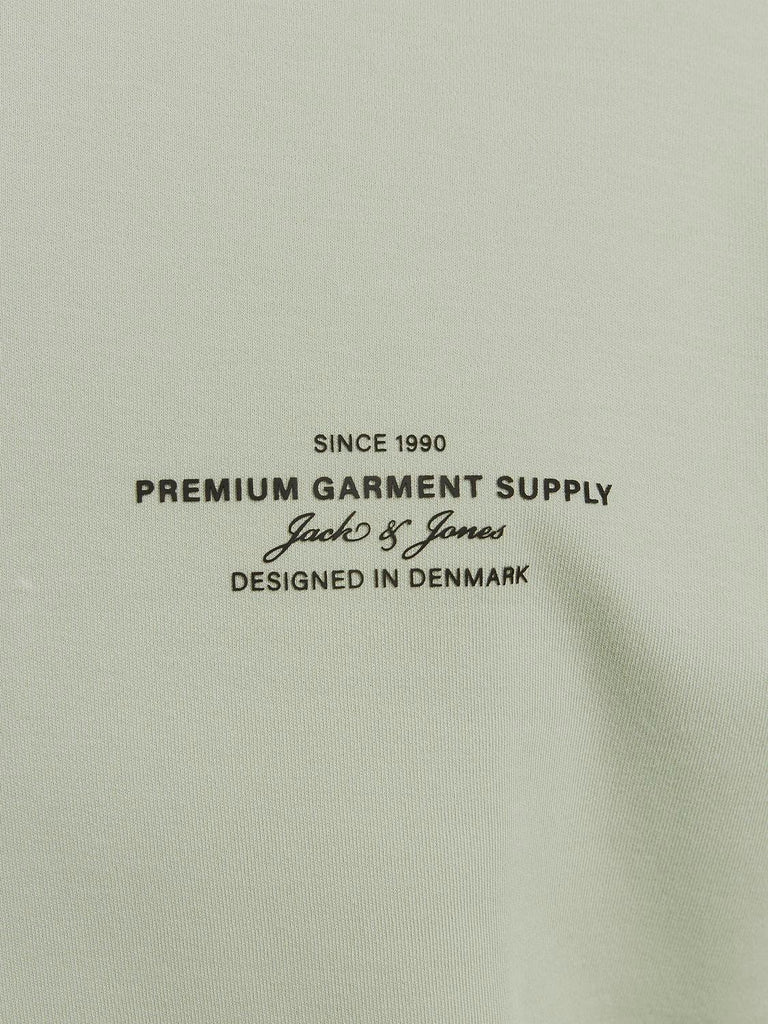 SINCE 1990
PREMIUM GARMENT SUPPLY
Jack & Jones
DESIGNED IN DENMARK